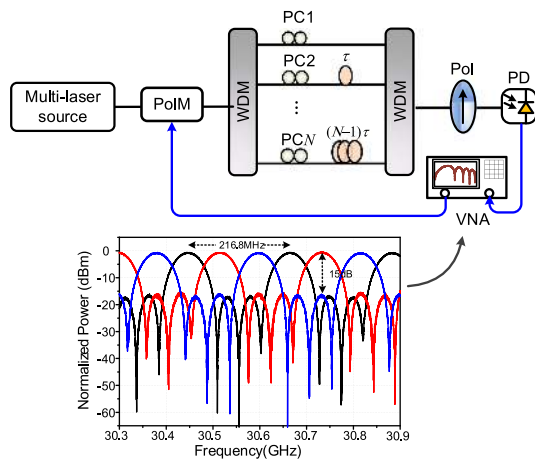 PC1
PC2
τ
Pol
PD
Multi-laser
source
PolM
WDM
WDM
...
PCN
(N–1)τ
VNA
216.8MHz
15dB
Normalized Power (dBm)
0
-10
-20
-30
-40
-50
-60
30.3
30.4
30.5
30.6
30.7
30.8
30.9
Frequency(GHz)